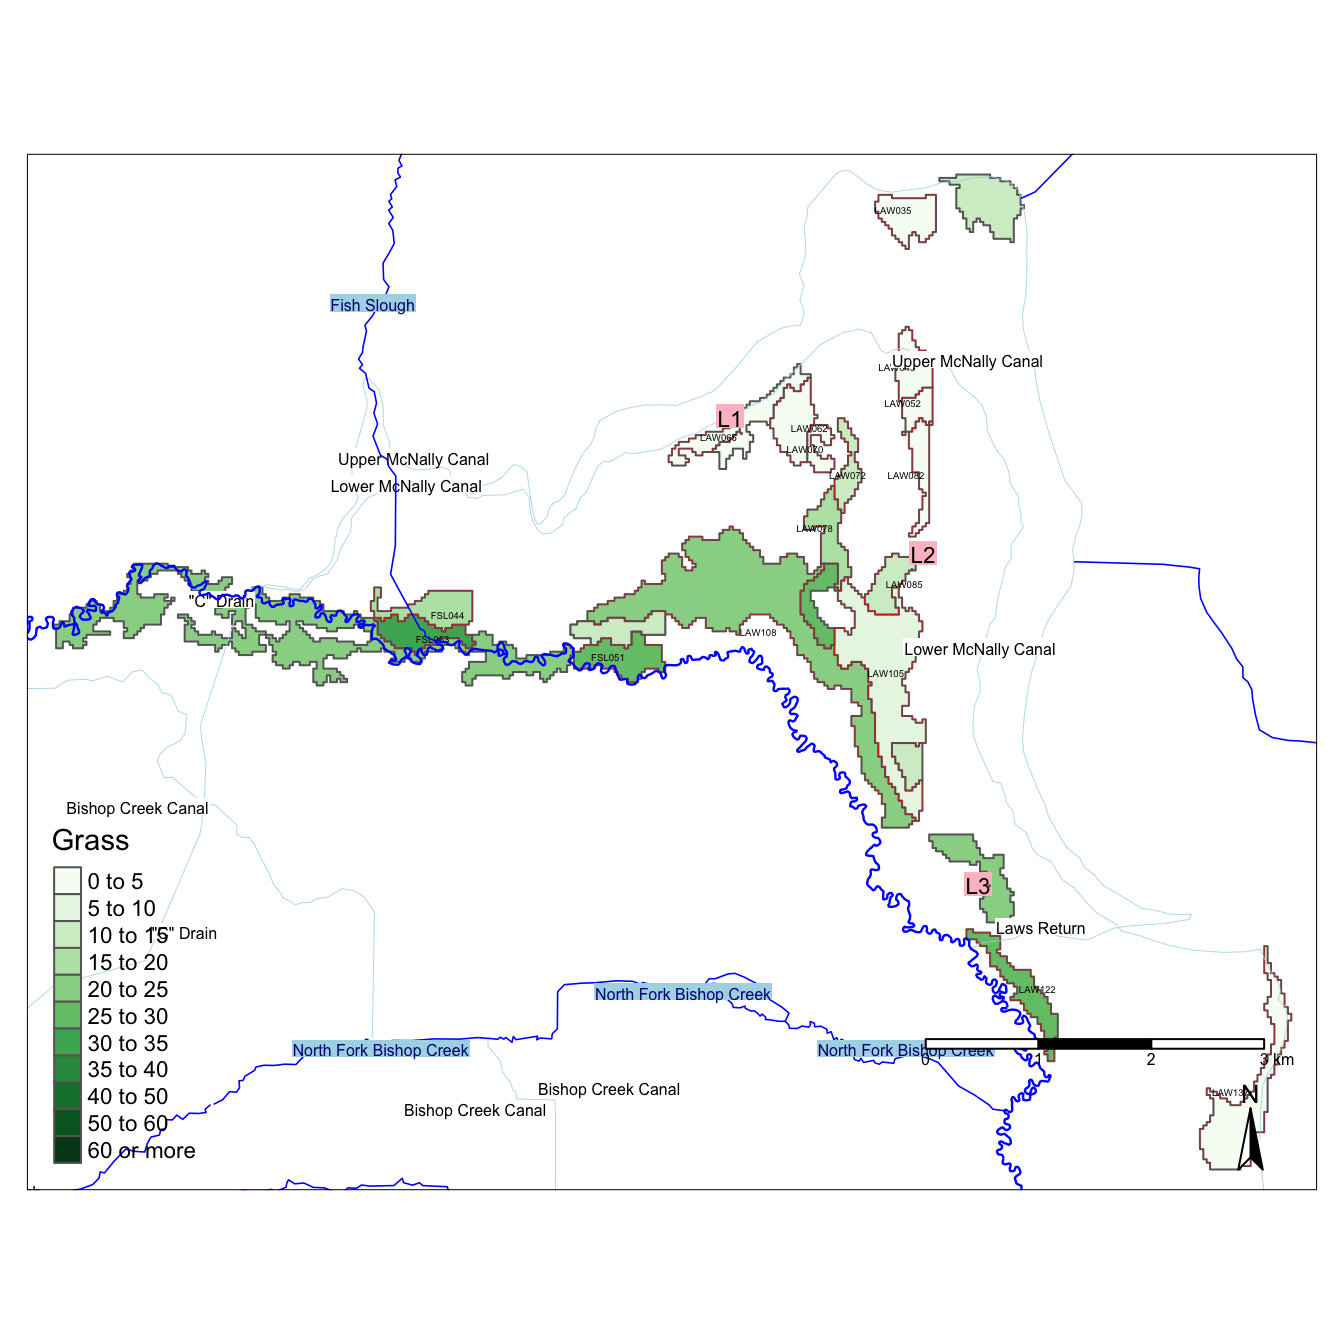 LAW035
Fish Slough
Upper McNally Canal
LAW052
L1
LAW062
LAW065
LAW070
Upper McNally Canal
LAW072
LAW082
Lower McNally Canal
LAW078
L2
LAW085
"C" Drain
FSL044
LAW108
FSL053
Lower McNally Canal
FSL051
LAW105
Bishop Creek Canal
Grass
0 to 5
5 to 10
10 to 15
15 to 20
20 to 25
25 to 30
30 to 35
35 to 40
40 to 50
50 to 60
60 or more
L3
Laws Return
Drain
LAW122
North Fork Bishop Creek
North Fork Bishop Creek
North Fork Bishop Creek
0 1 2 3 km
Bishop Creek Canal
Bishop Creek Canal
N